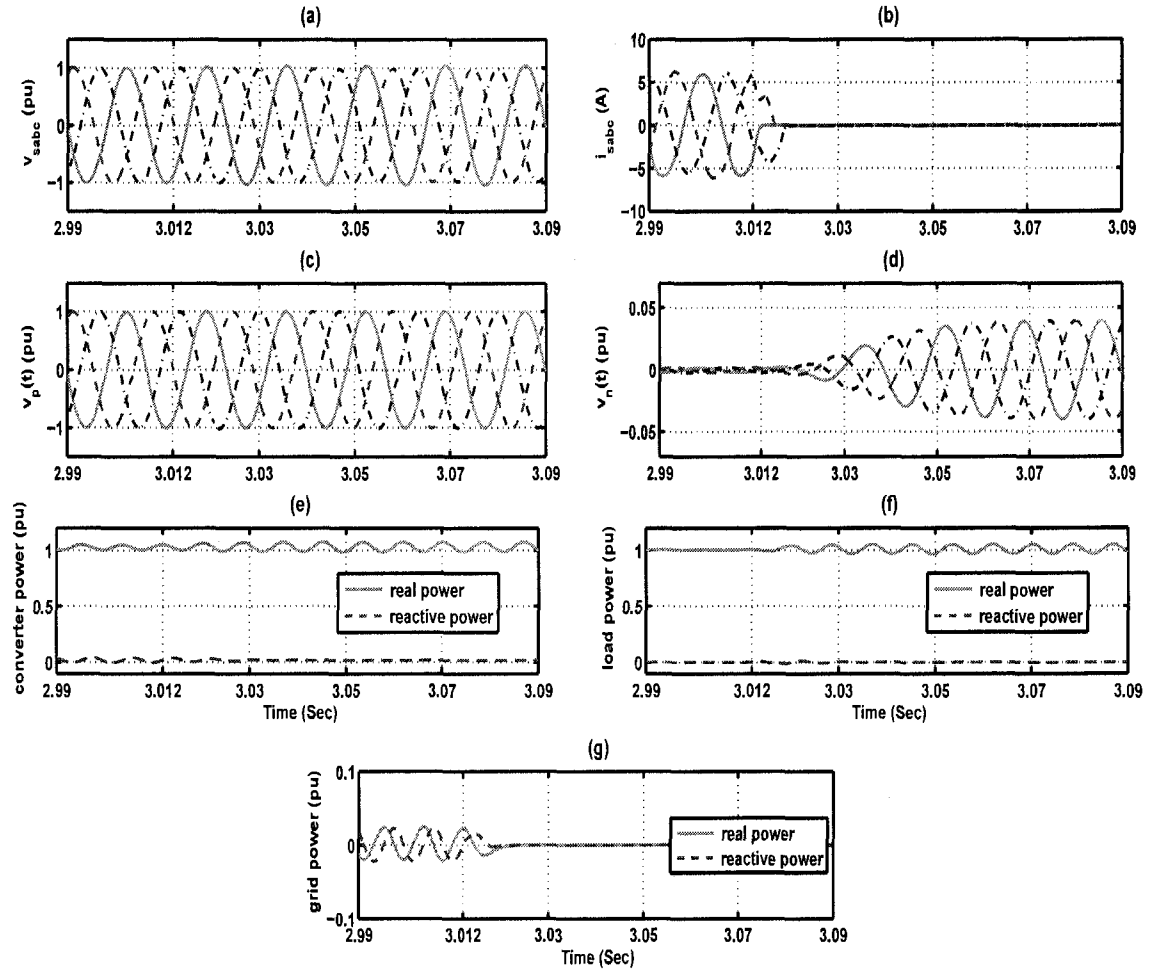 (a)
v_sabc (pu)
1
0
−1
2.99 3.012 3.03 3.05 3.07 3.09
(b)
i_sabc (A)
10
5
0
−5
−10
2.99 3.012 3.03 3.05 3.07 3.09
(c)
v_p(t) (pu)
1
0
−1
2.99 3.012 3.03 3.05 3.07 3.09
(d)
v_n(t) (pu)
0.05
0
−0.05
2.99 3.012 3.03 3.05 3.07 3.09
(e)
converter power (pu)
1
0.5
0
real power
reactive power
2.99 3.012 3.03 3.05 3.07 3.09
Time (Sec)
(f)
load power (pu)
1
0.5
0
real power
reactive power
2.99 3.012 3.03 3.05 3.07 3.09
Time (Sec)
(g)
grid power (pu)
0.1
0
−0.1
real power
reactive power
2.99 3.012 3.03 3.05 3.07 3.09
Time (Sec)